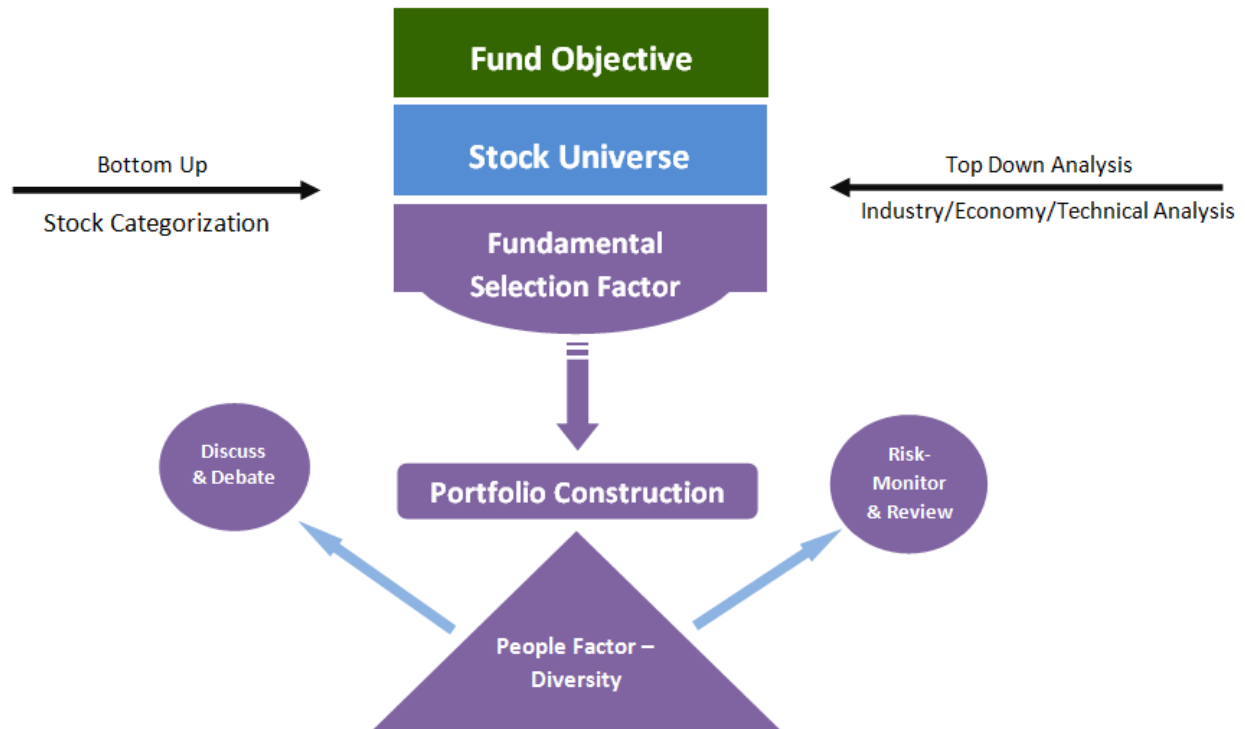 Fund Objective
Stock Universe
Bottom Up
Stock Categorization
Top Down Analysis
Industry/Economy/Technical Analysis
Fundamental
Selection Factor
Discuss
& Debate
Portfolio Construction
Risk-
Monitor
& Review
People Factor –
Diversity